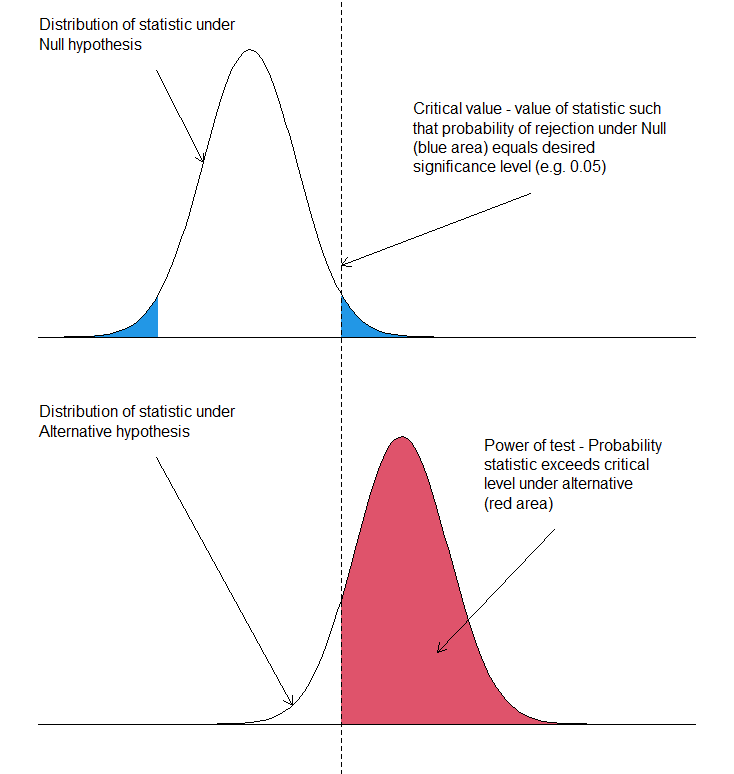 Distribution of statistic under
Null hypothesis
Critical value - value of statistic such
that probability of rejection under Null
(blue area) equals desired
significance level (e.g. 0.05)
Distribution of statistic under
Alternative hypothesis
Power of test - Probability
statistic exceeds critical
level under alternative
(red area)